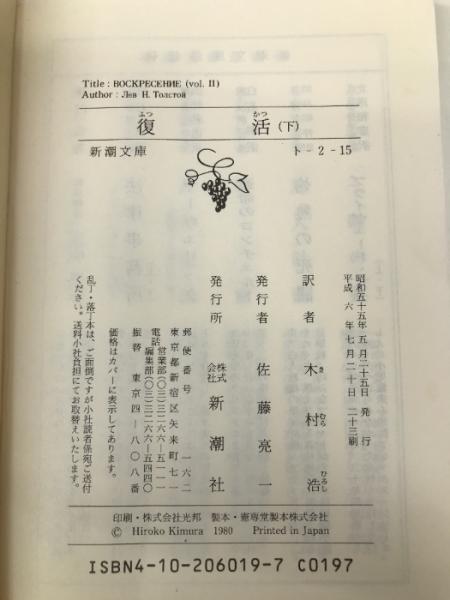 Title : ВОСКРЕСЕНИЕ (vol. II)
Author : Лев Н. Толстой
ふっ かつ
復活(下)
新潮文庫 ト-2-15
昭和五十五年五月二十五日発行
平成六年七月二十日二十三刷
訳者 木村浩
き むら ひろし
発行者 佐藤亮一
発行所 株式会社 新潮社
郵便番号 一六二
東京都新宿区矢来町七一
電話 営業部(〇三)三二六六-五一一一
編集部(〇三)三二六六-五四四〇
振替 東京四-八〇八番
価格はカバーに表示してあります。
乱丁・落丁本は、ご面倒ですが小社読者係宛ご送付
ください。送料小社負担にてお取替えいたします。
印刷・株式会社光邦 製本・憲専堂製本株式会社
© Hiroko Kimura 1980 Printed in Japan
ISBN4-10-206019-7 C0197